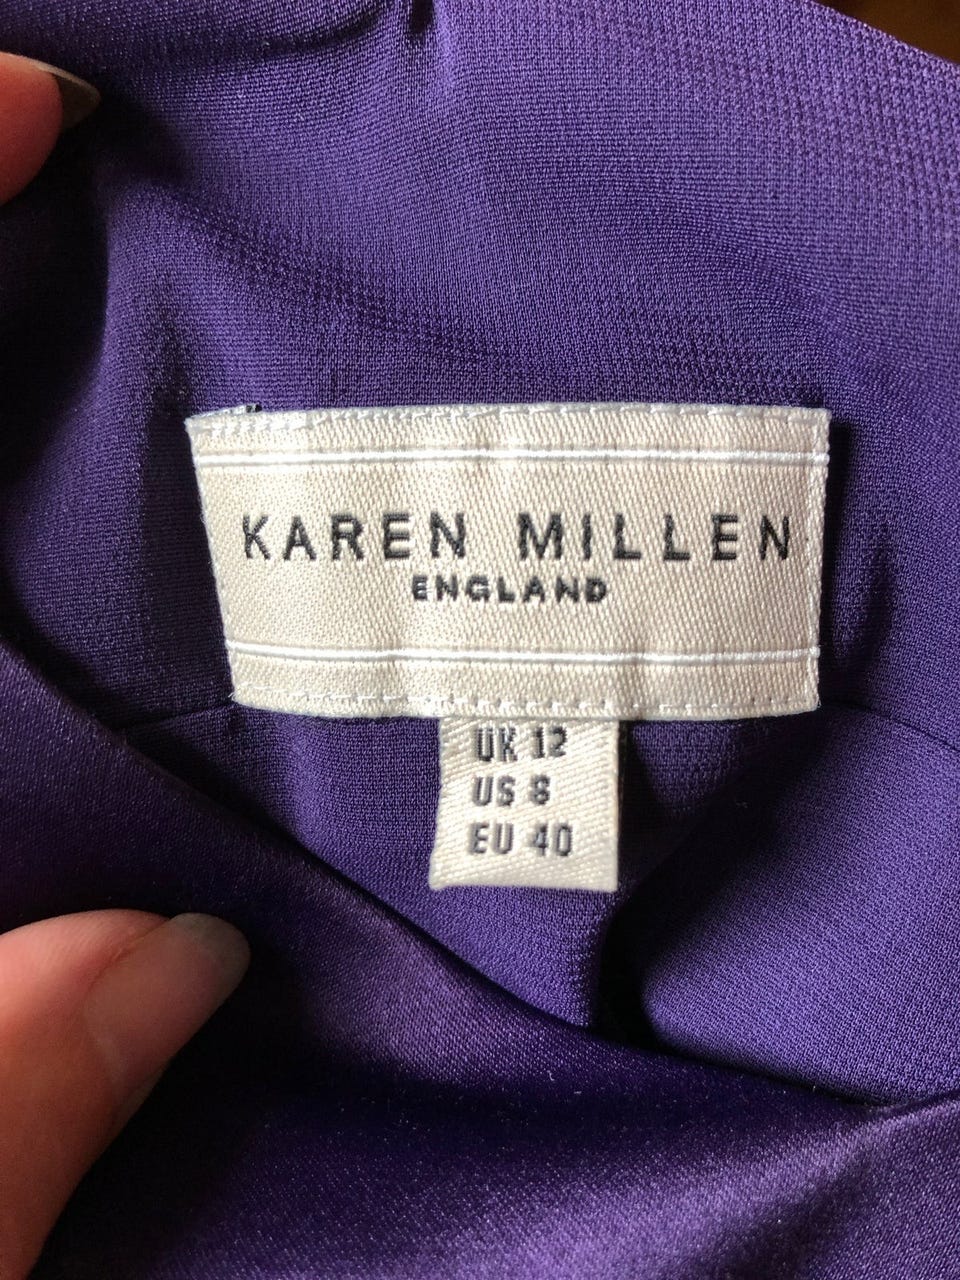 KAREN MILLEN
ENGLAND
UK 12
US 8
EU 40